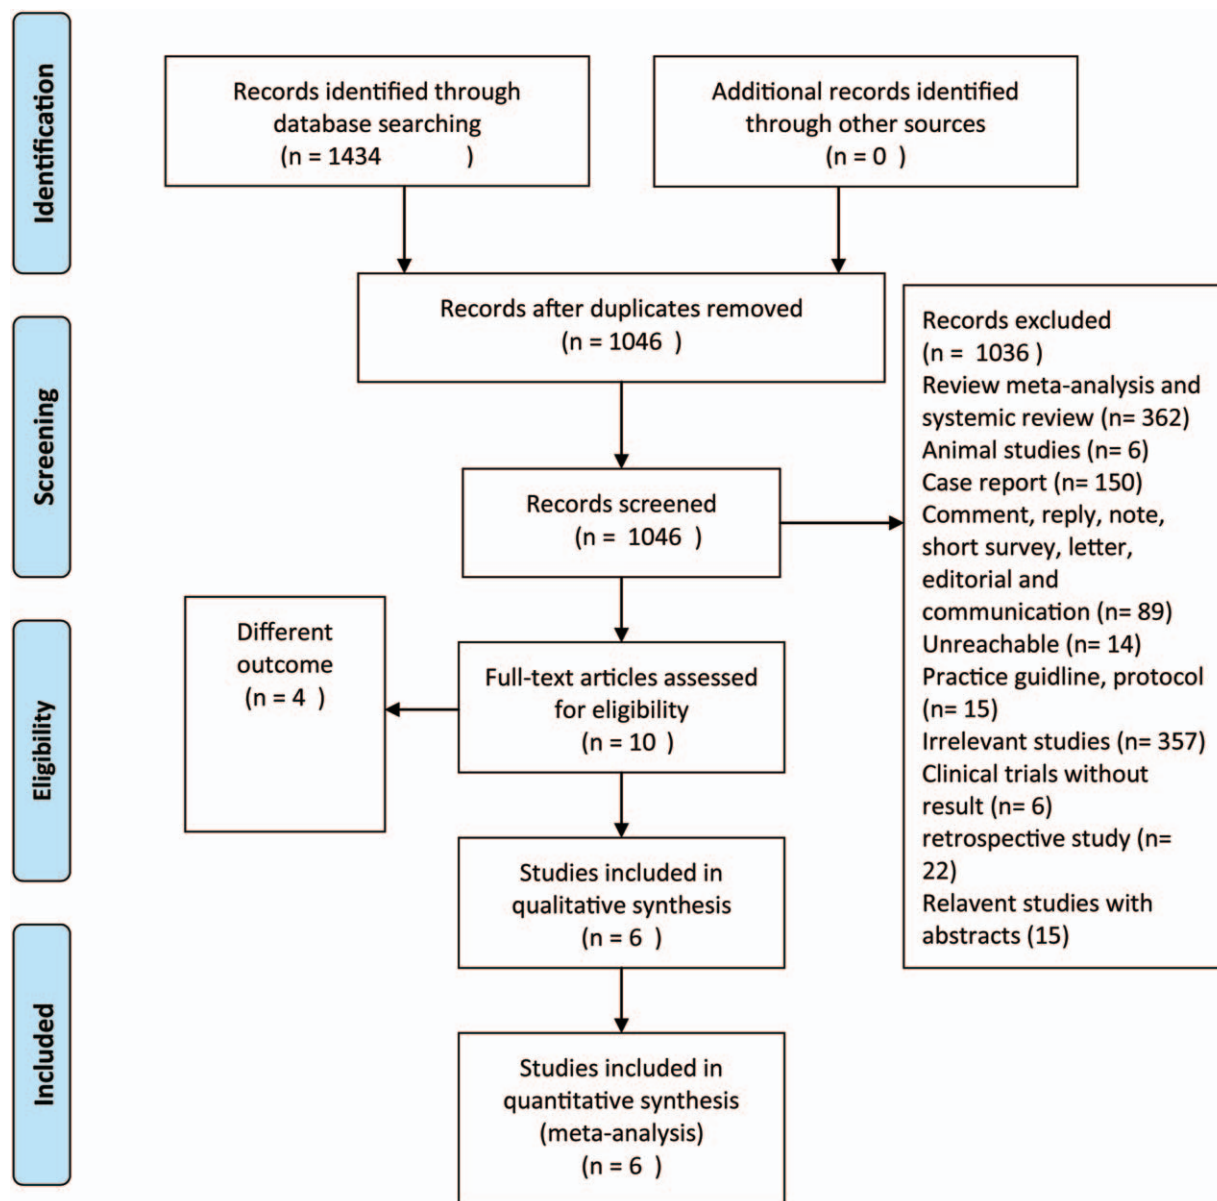 Identification
Records identified through
database searching
(n = 1434 )
Additional records identified
through other sources
(n = 0 )
Records after duplicates removed
(n = 1046 )
Screening
Records screened
(n = 1046 )
Records excluded
(n = 1036 )
Review meta-analysis and
systemic review (n= 362)
Animal studies (n= 6)
Case report (n= 150)
Comment, reply, note,
short survey, letter,
editorial and
communication (n= 89)
Unreachable (n= 14)
Practice guidline, protocol
(n= 15)
Irrelevant studies (n= 357)
Clinical trials without
result (n= 6)
retrospective study (n=
22)
Relavent studies with
abstracts (15)
Eligibility
Full-text articles assessed
for eligibility
(n = 10 )
Different
outcome
(n = 4 )
Studies included in
qualitative synthesis
(n = 6 )
Included
Studies included in
quantitative synthesis
(meta-analysis)
(n = 6 )